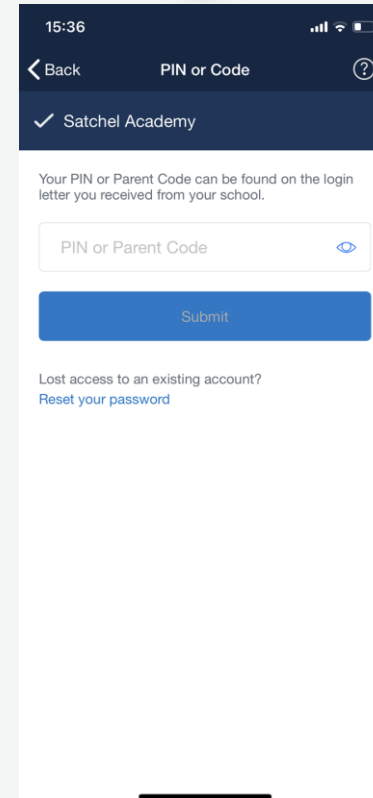 15:36
Back
PIN or Code
?
Satchel Academy
Your PIN or Parent Code can be found on the login
letter you received from your school.
PIN or Parent Code
Submit
Lost access to an existing account?
Reset your password